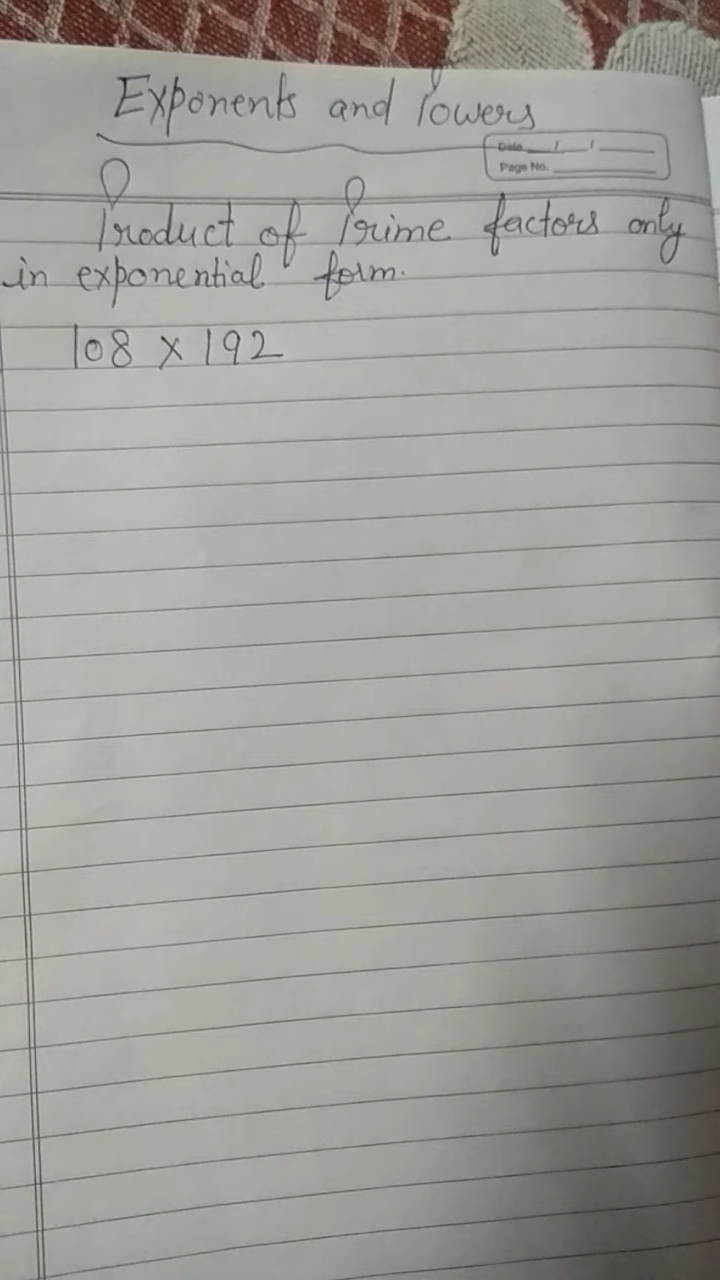 Exponents and Powers
Date / /
Page No.
Product of Prime factors only
in exponential form.
108 × 192